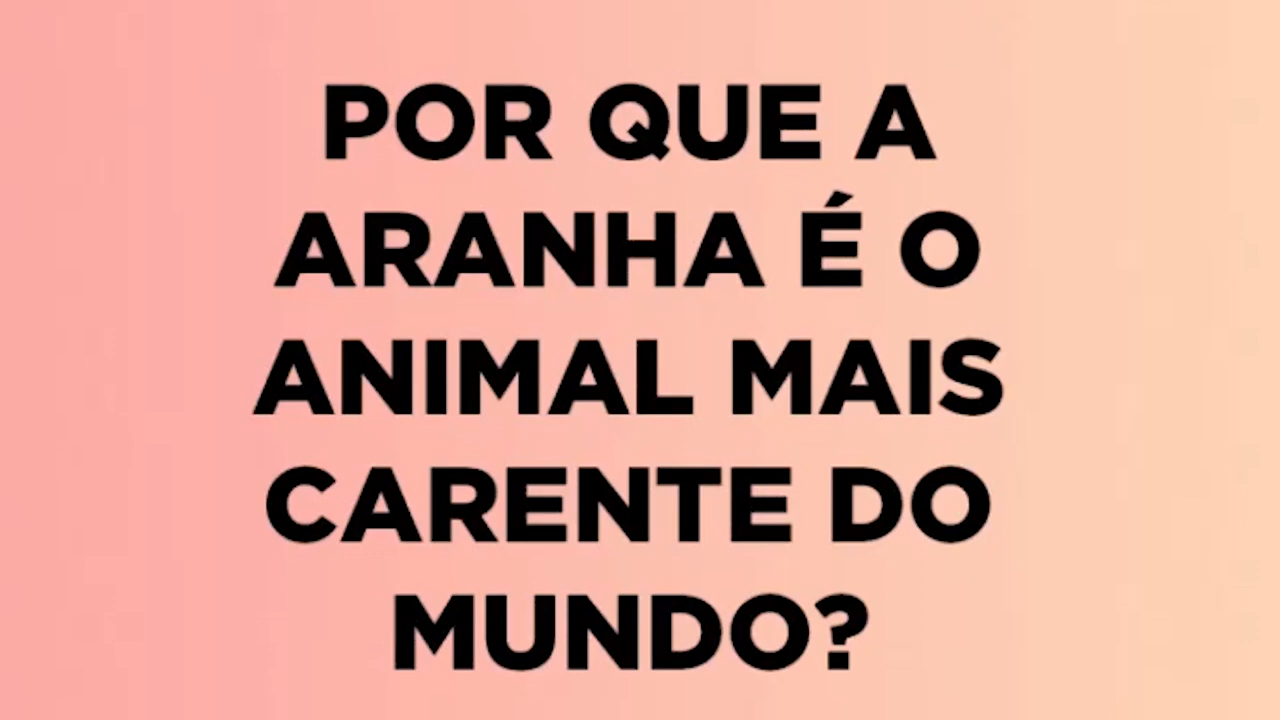 POR QUE A
ARANHA É O
ANIMAL MAIS
CARENTE DO
MUNDO?